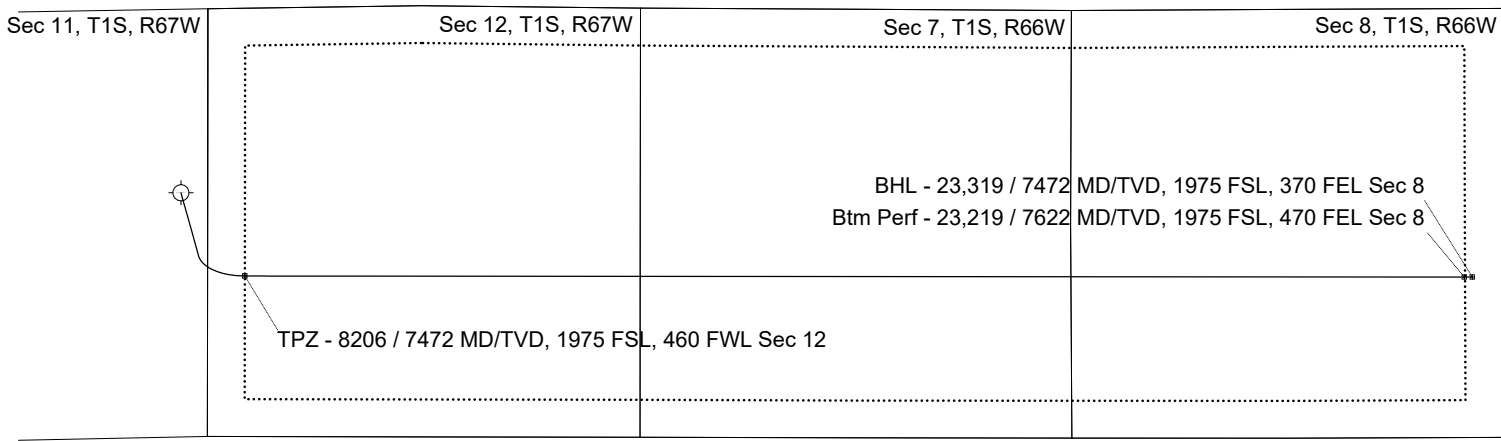 Sec 11, T1S, R67W
Sec 12, T1S, R67W
Sec 7, T1S, R66W
Sec 8, T1S, R66W
BHL - 23,319 / 7472 MD/TVD, 1975 FSL, 370 FEL Sec 8
Btm Perf - 23,219 / 7622 MD/TVD, 1975 FSL, 470 FEL Sec 8
TPZ - 8206 / 7472 MD/TVD, 1975 FSL, 460 FWL Sec 12